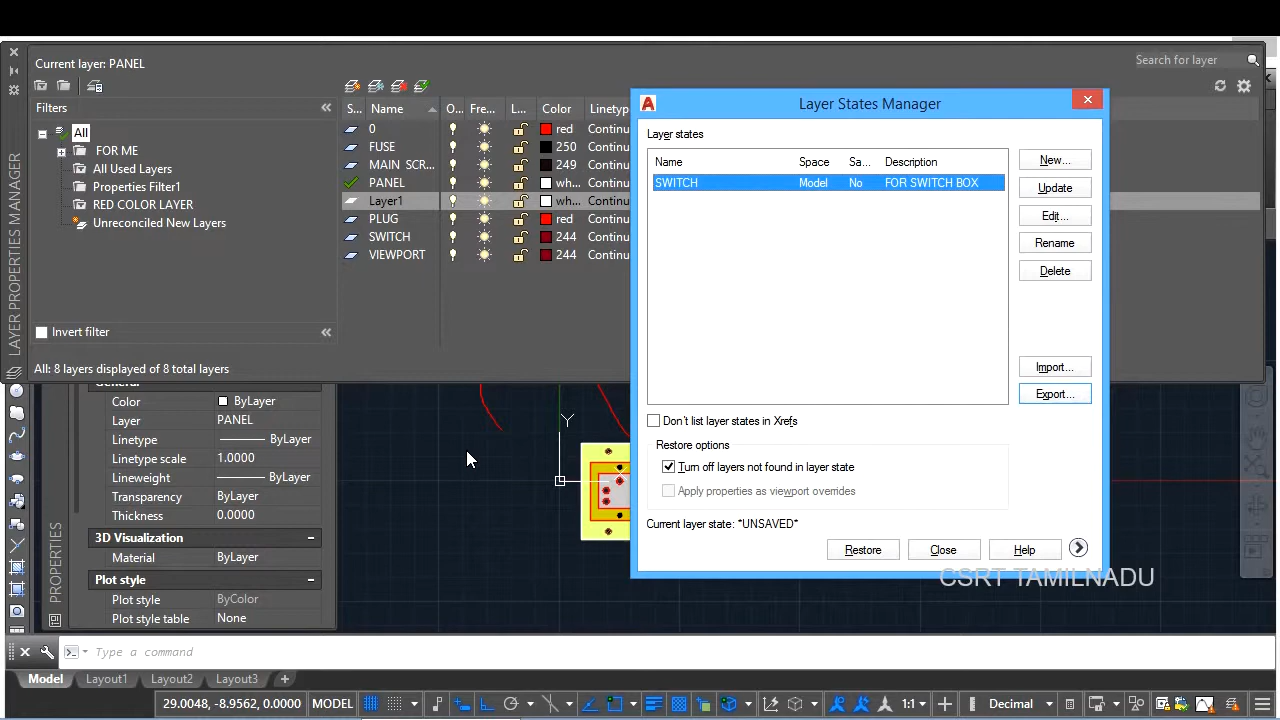 Current layer: PANEL
Search for layer
Filters
All
FOR ME
All Used Layers
Properties Filter1
RED COLOR LAYER
Unreconciled New Layers
Invert filter
All: 8 layers displayed of 8 total layers
LAYER PROPERTIES MANAGER
S.. Name O.. Fre... L... Color Linetyp
0 red Continu
FUSE 250 Continu
MAIN SCR... 249 Continu
PANEL wh... Continu
Layer1 wh... Continu
PLUG red Continu
SWITCH 244 Continu
VIEWPORT 244 Continu
Layer States Manager
Layer states
Name Space Sa... Description
SWITCH Model No FOR SWITCH BOX
New...
Update
Edit...
Rename
Delete
Import...
Export...
Don't list layer states in Xrefs
Restore options
Turn off layers not found in layer state
Apply properties as viewport overrides
Current layer state: *UNSAVED*
Restore Close Help
CSRT TAMILNADU
General
Color ByLayer
Layer PANEL
Linetype ByLayer
Linetype scale 1.0000
Lineweight ByLayer
Transparency ByLayer
Thickness 0.0000
3D Visualization
Material ByLayer
Plot style
Plot style ByColor
Plot style table None
PROPERTIES
Y
Type a command
Model Layout1 Layout2 Layout3 +
29.0048, -8.9562, 0.0000 MODEL 1:1 Decimal